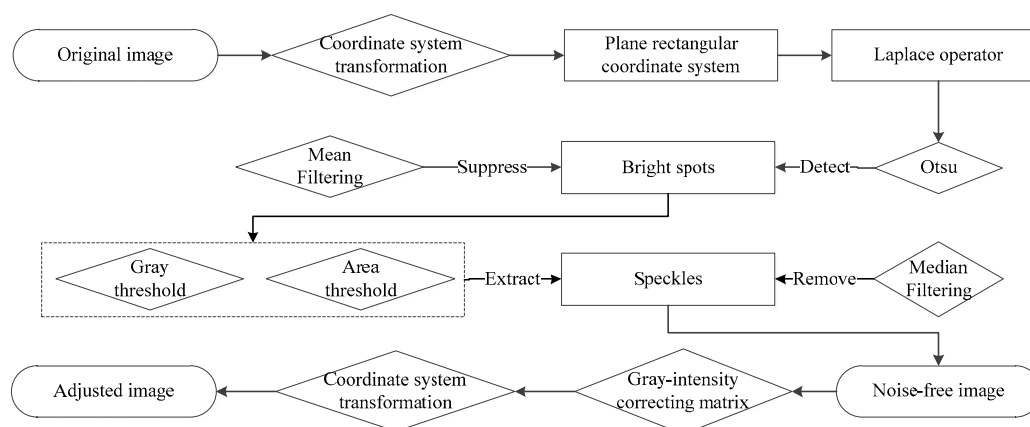 Original image
Coordinate system
transformation
Plane rectangular
coordinate system
Laplace operator
Mean
Filtering
Suppress
Bright spots
Detect
Otsu
Gray
threshold
Area
threshold
Extract
Speckles
Remove
Median
Filtering
Adjusted image
Coordinate system
transformation
Gray-intensity
correcting matrix
Noise-free image